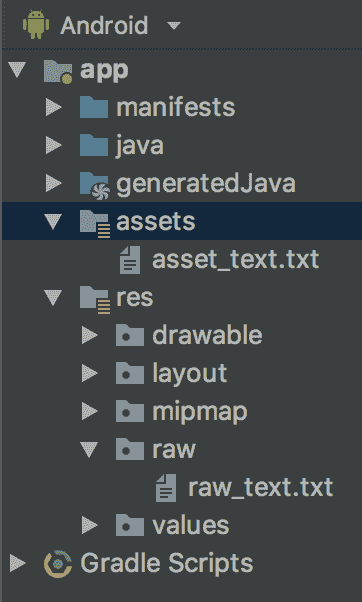 Android
app
manifests
java
generatedJava
assets
asset_text.txt
res
drawable
layout
mipmap
raw
raw_text.txt
values
Gradle Scripts